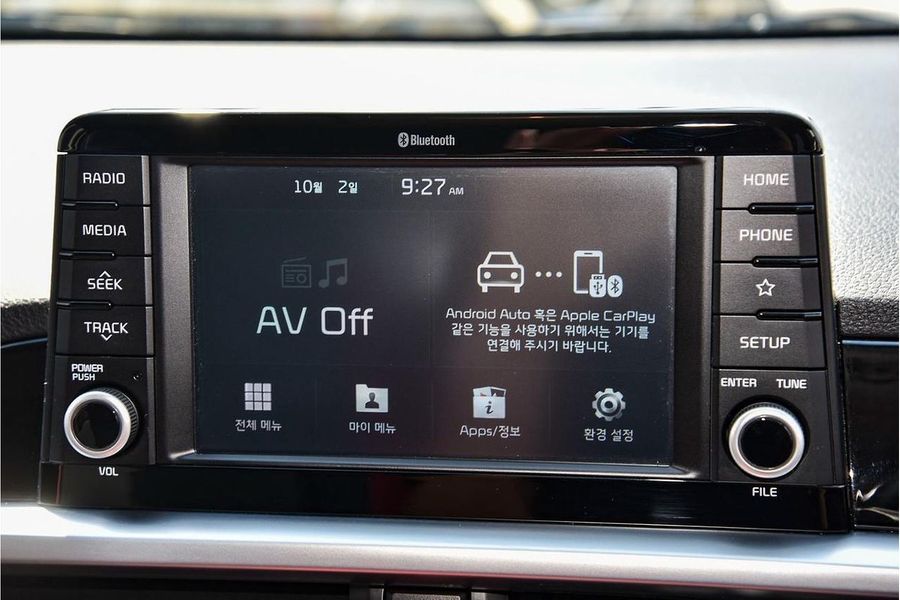 Bluetooth
RADIO
MEDIA
SEEK
TRACK
POWER
PUSH
VOL
10월 2일 9:27 AM
AV Off
Android Auto 혹은 Apple CarPlay
같은 기능을 사용하기 위해서는 기기를
연결해 주시기 바랍니다.
전체 메뉴
마이 메뉴
Apps/정보
환경 설정
HOME
PHONE
SETUP
ENTER TUNE
FILE